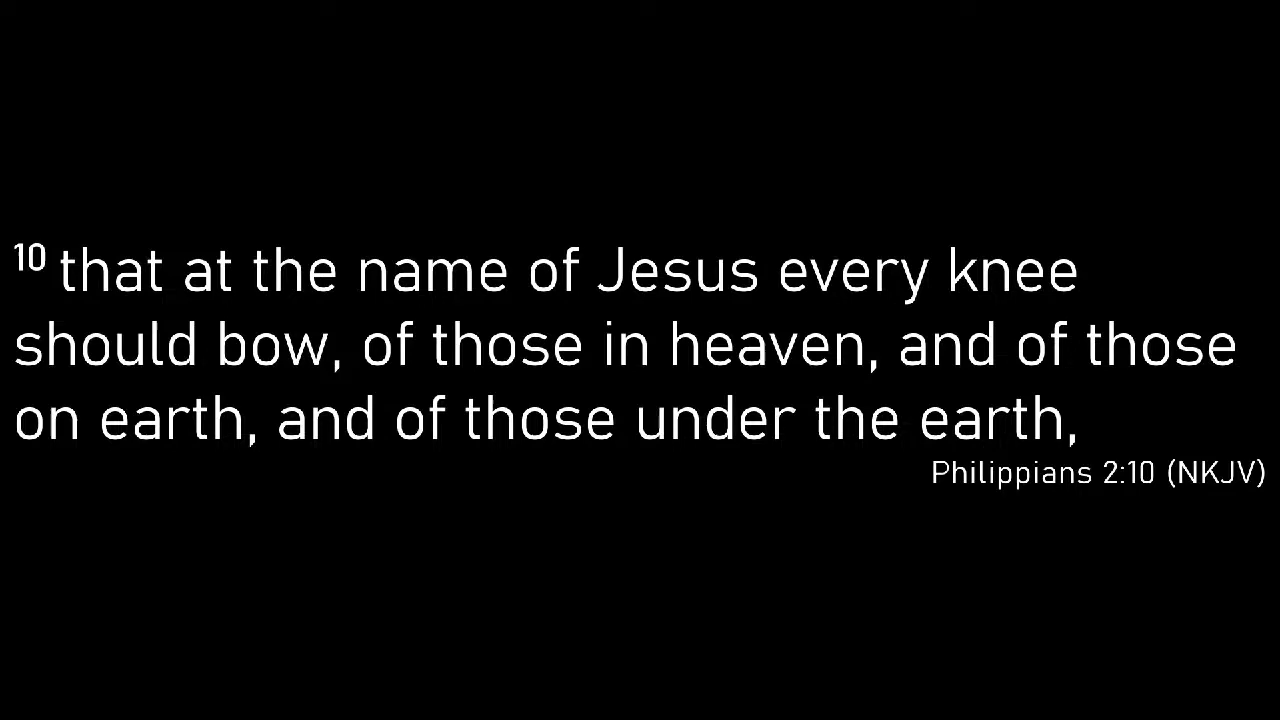 10 that at the name of Jesus every knee
should bow, of those in heaven, and of those
on earth, and of those under the earth,
Philippians 2:10 (NKJV)